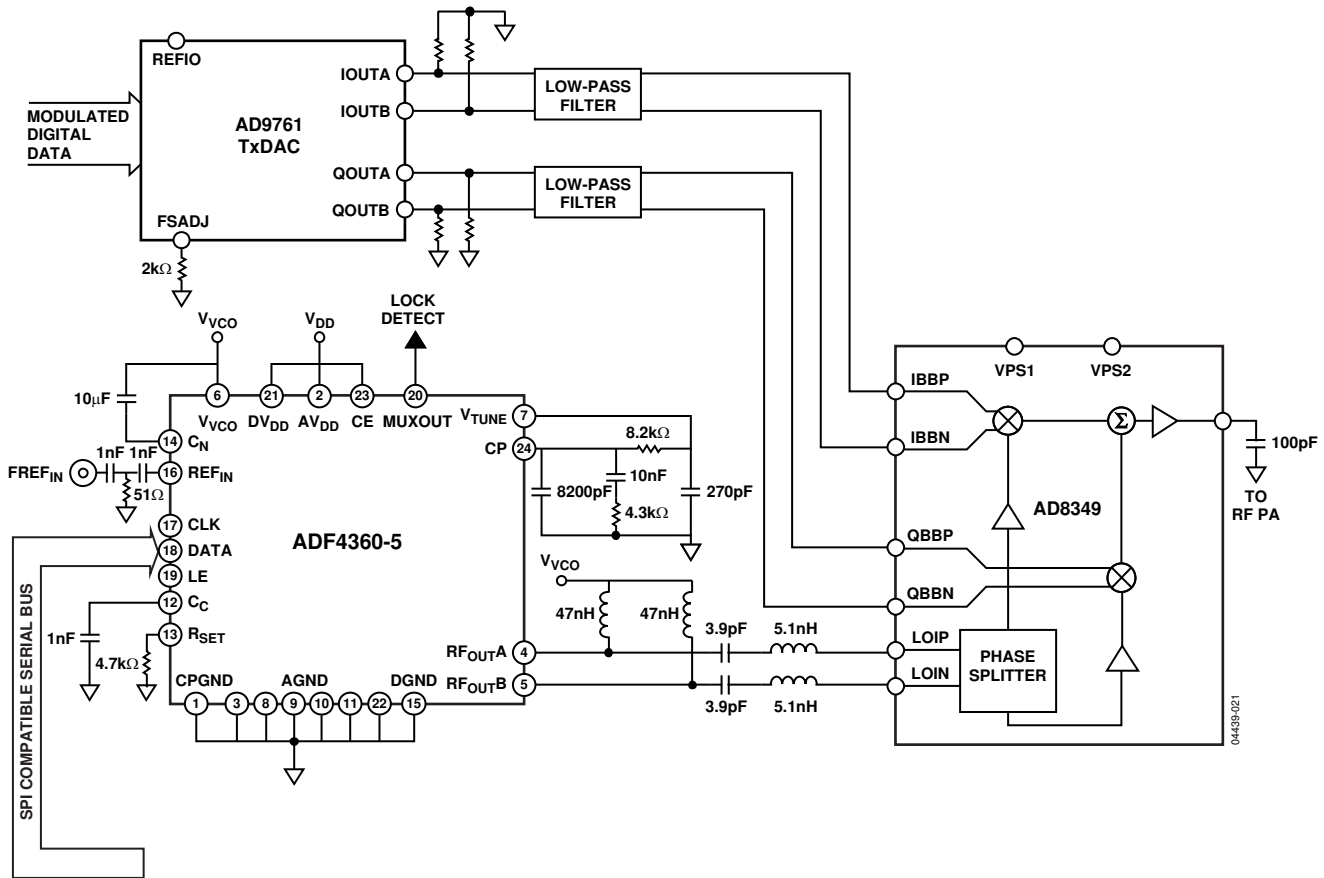 REFIO
IOUTA
IOUTB
MODULATED
DIGITAL
DATA
AD9761
TxDAC
QOUTA
QOUTB
FSADJ
2kΩ
LOW-PASS
FILTER
LOW-PASS
FILTER
LOCK
DETECT
VVCO
VDD
10µF
6
21
2
23
20
VVCO
DVDD
AVDD
CE
MUXOUT
VTUNE
7
CP
24
14
CN
1nF
1nF
FREFIN
16
REFIN
51Ω
17
CLK
18
DATA
19
LE
12
CC
13
RSET
1nF
4.7kΩ
ADF4360-5
8.2kΩ
10nF
8200pF
270pF
4.3kΩ
VVCO
47nH
47nH
3.9pF
5.1nH
RFOUTA
4
RFOUTB
5
3.9pF
5.1nH
CPGND
AGND
DGND
1
3
8
9
10
11
22
15
SPI COMPATIBLE SERIAL BUS
VPS1
VPS2
IBBP
IBBN
Σ
100pF
TO
RF PA
AD8349
QBBP
QBBN
LOIP
LOIN
PHASE
SPLITTER
04439-021